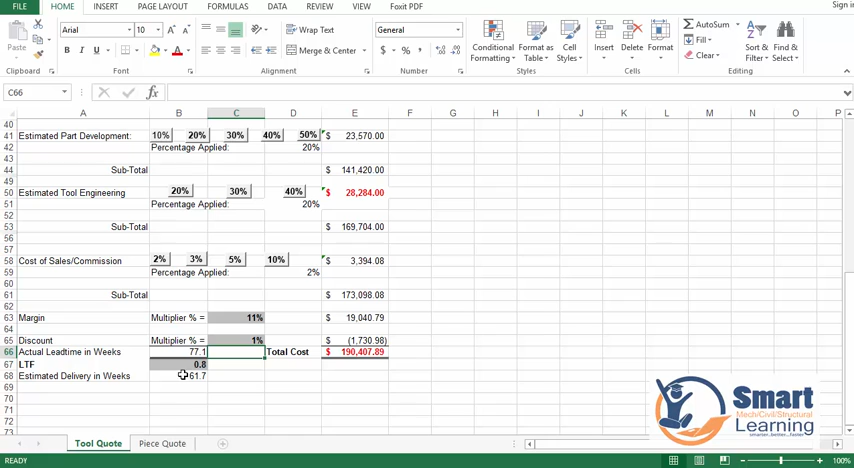 FILE HOME INSERT PAGE LAYOUT FORMULAS DATA REVIEW VIEW Foxit PDF Sign in
Paste
Arial 10
Wrap Text
General
Conditional Formatting
Format as Table
Cell Styles
Insert Delete Format
AutoSum
Fill
Clear
Sort & Filter
Find & Select
B I U
Merge & Center
$ % ,
Clipboard Font Alignment Number Styles Cells Editing
C66 fx
A B C D E F G H I J K L M N O P
40
41 Estimated Part Development: 10% 20% 30% 40% 50% $ 23,570.00
42 Percentage Applied: 20%
43
44 Sub-Total $ 141,420.00
49
50 Estimated Tool Engineering 20% 30% 40% $ 28,284.00
51 Percentage Applied: 20%
52
53 Sub-Total $ 169,704.00
56
57
58 Cost of Sales/Commission 2% 3% 5% 10% $ 3,394.08
59 Percentage Applied: 2%
60
61 Sub-Total $ 173,098.08
62
63 Margin Multiplier % = 11% $ 19,040.79
64
65 Discount Multiplier % = 1% $ (1,730.98)
66 Actual Leadtime in Weeks 77.1 Total Cost $ 190,407.89
67 LTF 0.8
68 Estimated Delivery in Weeks 61.7
69
70
71
72
73
Smart
Mech/Civil/Structural
Learning
smarter, better, faster.
Tool Quote Piece Quote
READY 100%